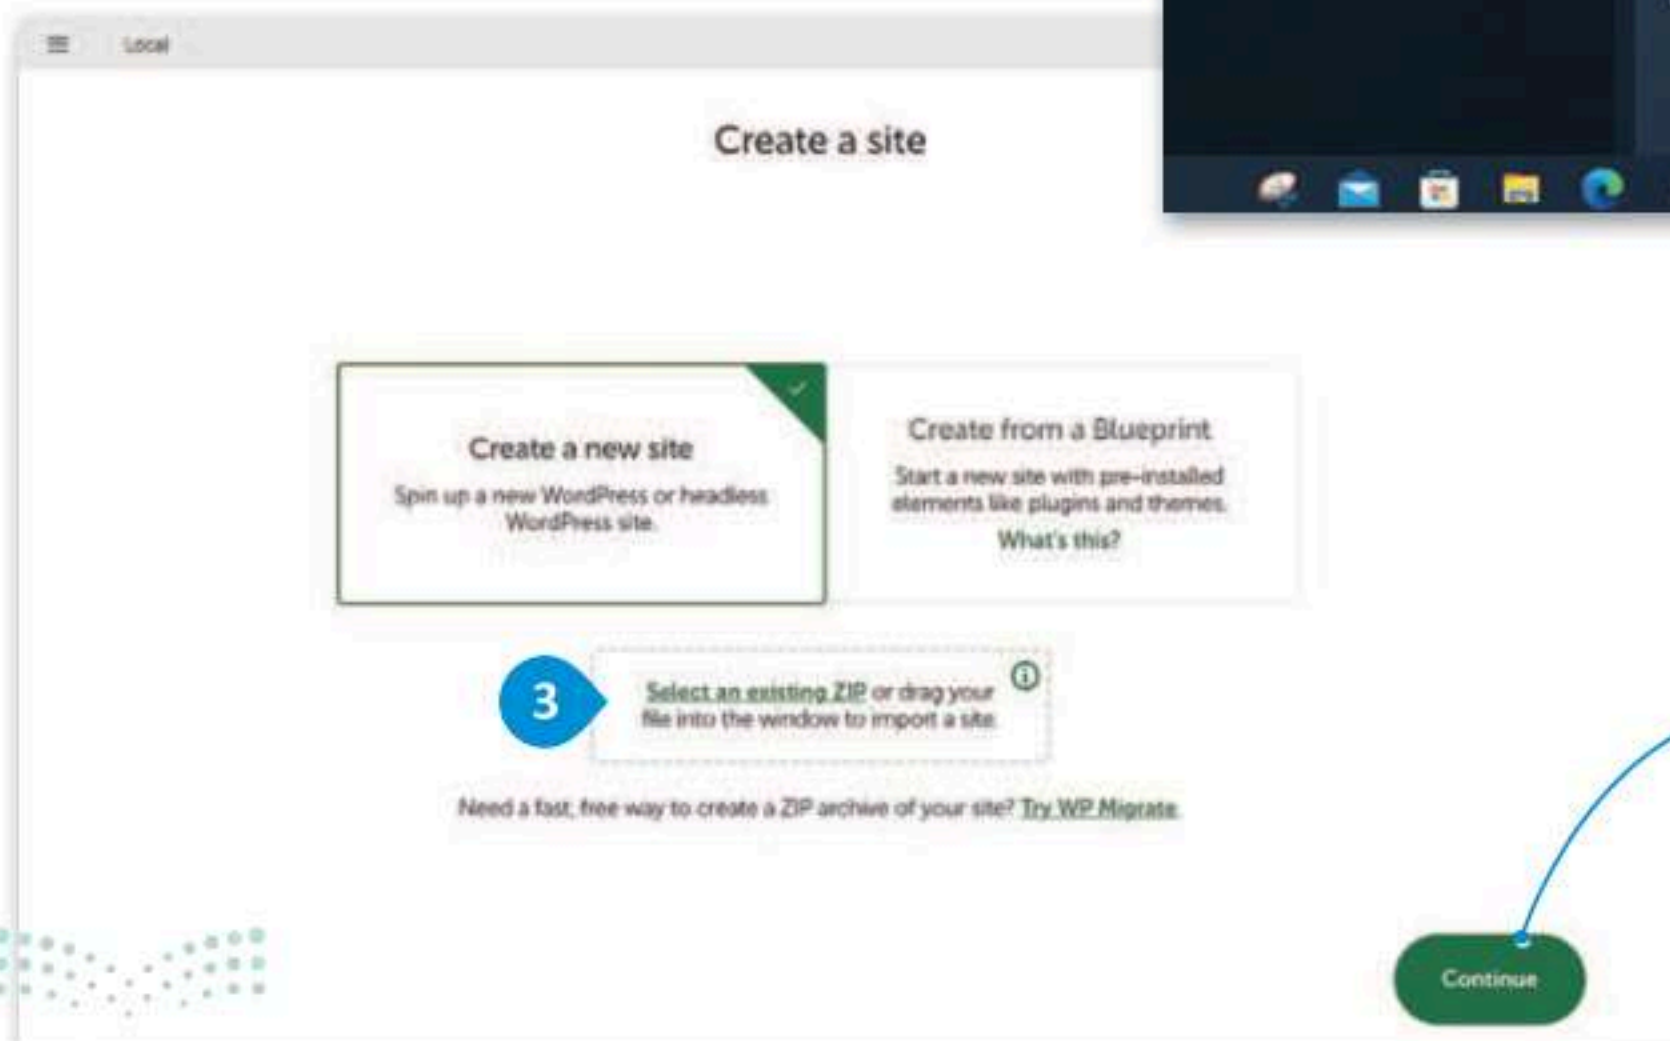 Local
Create a site
Create a new site
Spin up a new WordPress or headless
WordPress site.
Create from a Blueprint
Start a new site with pre-installed
elements like plugins and themes.
What's this?
3
Select an existing ZIP or drag your
file into the window to import a site.
Need a fast, free way to create a ZIP archive of your site? Try WP Migrate.
Continue